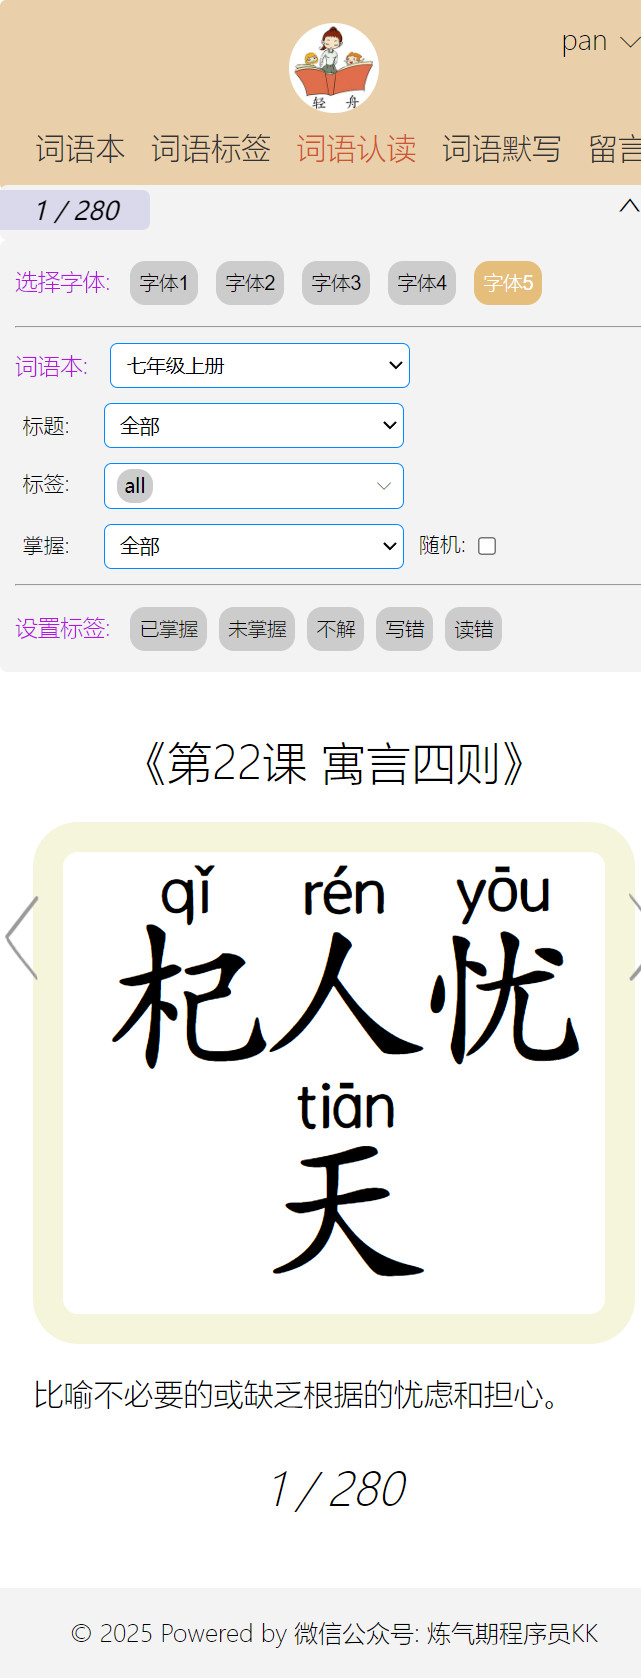 轻 舟
pan
词语本 词语标签 词语认读 词语默写 留言
1 / 280
选择字体: 字体1 字体2 字体3 字体4 字体5
词语本: 七年级上册
标题: 全部
标签: all
掌握: 全部 随机:
设置标签: 已掌握 未掌握 不解 写错 读错
《第22课 寓言四则》
qǐ rén yōu
杞人忧
tiān
天
比喻不必要的或缺乏根据的忧虑和担心。
1 / 280
© 2025 Powered by 微信公众号: 炼气期程序员KK